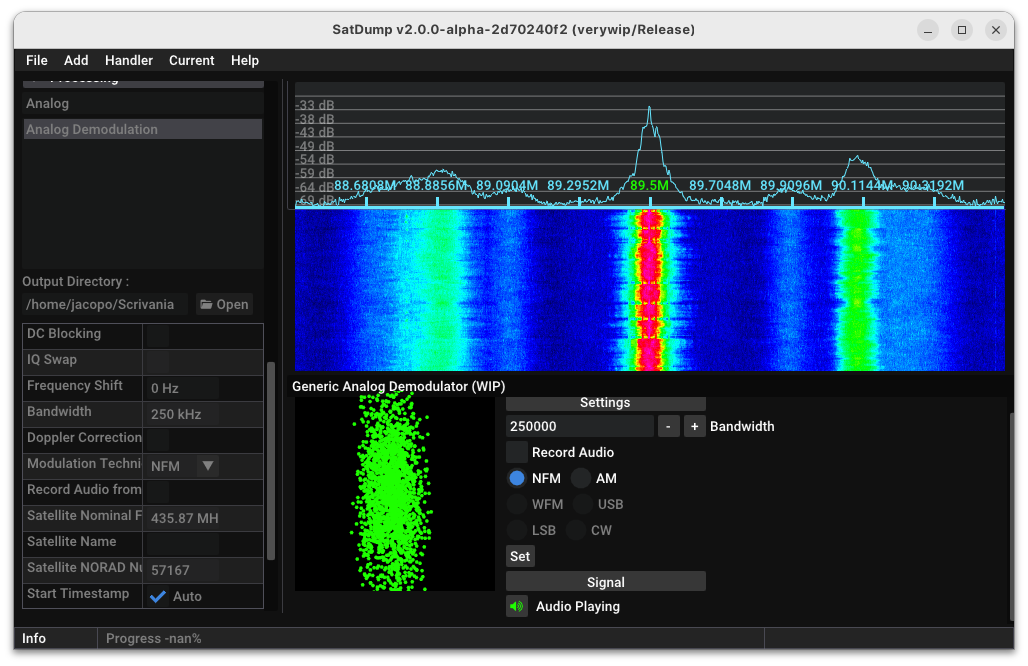 SatDump v2.0.0-alpha-2d70240f2 (verywip/Release)
File Add Handler Current Help
Processing
Analog
Analog Demodulation
Output Directory :
/home/jacopo/Scrivania Open
DC Blocking
IQ Swap
Frequency Shift 0 Hz
Bandwidth 250 kHz
Doppler Correction
Modulation Techni NFM
Record Audio from
Satellite Nominal F 435.87 MH
Satellite Name
Satellite NORAD Nu 57167
Start Timestamp Auto
-33 dB
-38 dB
-43 dB
-49 dB
-54 dB
-59 dB
-64 dB
-69 dB
88.6808M 88.8856M 89.0904M 89.2952M 89.5M 89.7048M 89.9096M 90.1144M 90.3192M
Generic Analog Demodulator (WIP)
Settings
250000 - + Bandwidth
Record Audio
NFM AM
WFM USB
LSB CW
Set
Signal
Audio Playing
Info Progress -nan%